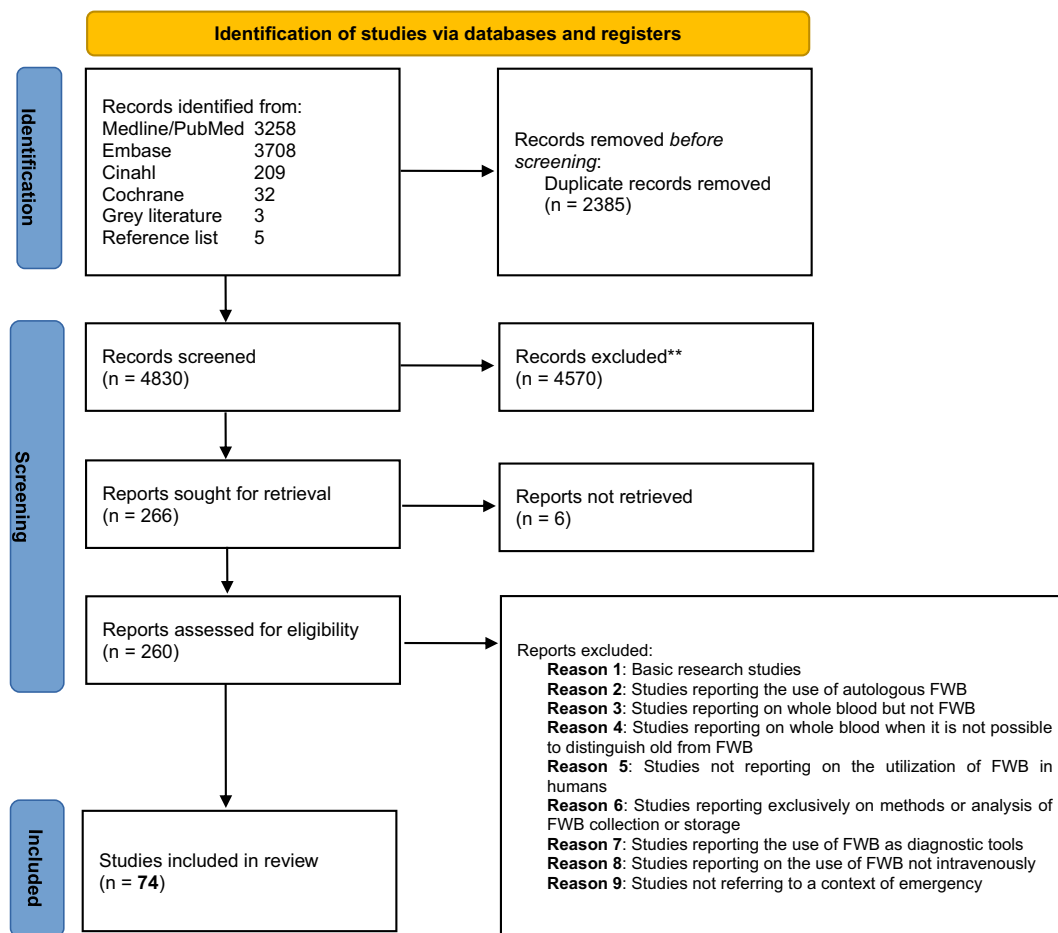 Identification of studies via databases and registers
Identification
Records identified from:
Medline/PubMed 3258
Embase 3708
Cinahl 209
Cochrane 32
Grey literature 3
Reference list 5
Records removed before
screening:
Duplicate records removed
(n = 2385)
Screening
Records screened
(n = 4830)
Records excluded**
(n = 4570)
Reports sought for retrieval
(n = 266)
Reports not retrieved
(n = 6)
Reports assessed for eligibility
(n = 260)
Reports excluded:
Reason 1: Basic research studies
Reason 2: Studies reporting the use of autologous FWB
Reason 3: Studies reporting on whole blood but not FWB
Reason 4: Studies reporting on whole blood when it is not possible
to distinguish old from FWB
Reason 5: Studies not reporting on the utilization of FWB in
humans
Reason 6: Studies reporting exclusively on methods or analysis of
FWB collection or storage
Reason 7: Studies reporting the use of FWB as diagnostic tools
Reason 8: Studies reporting on the use of FWB not intravenously
Reason 9: Studies not referring to a context of emergency
Included
Studies included in review
(n = 74)